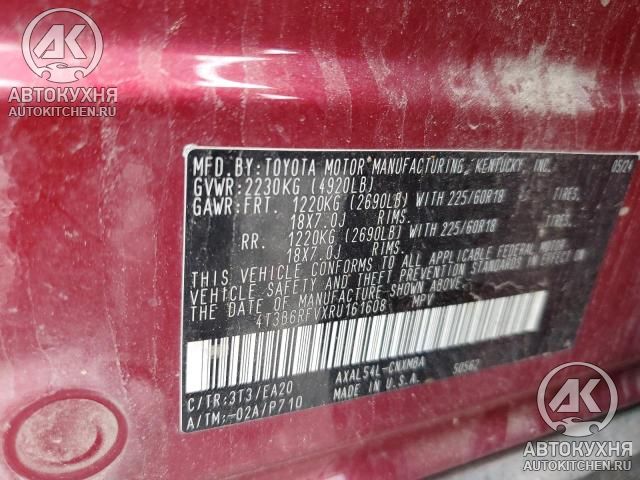 АК
АВТОКУХНЯ
AUTOKITCHEN.RU
MFD.BY:TOYOTA MOTOR MANUFACTURING, KENTUCKY, INC. 05/24
GVWR:2230KG (4920LB)
GAWR:FRT. 1220KG (2690LB) WITH 225/60R18 TIRES.
18X7.0J RIMS.
RR. 1220KG (2690LB) WITH 225/60R18 TIRES.
18X7.0J RIMS.
THIS VEHICLE CONFORMS TO ALL APPLICABLE FEDERAL MOTOR
VEHICLE SAFETY AND THEFT PREVENTION STANDARDS IN EFFECT ON
THE DATE OF MANUFACTURE SHOWN ABOVE.
4T3B6RFVXRU161608 MPV
C/TR:3T3/EA20 AXAL54L-CNXMBA 50562
A/TM:-02A/P710 MADE IN U.S.A.
АК
АВТОКУХНЯ
AUTOKITCHEN.RU